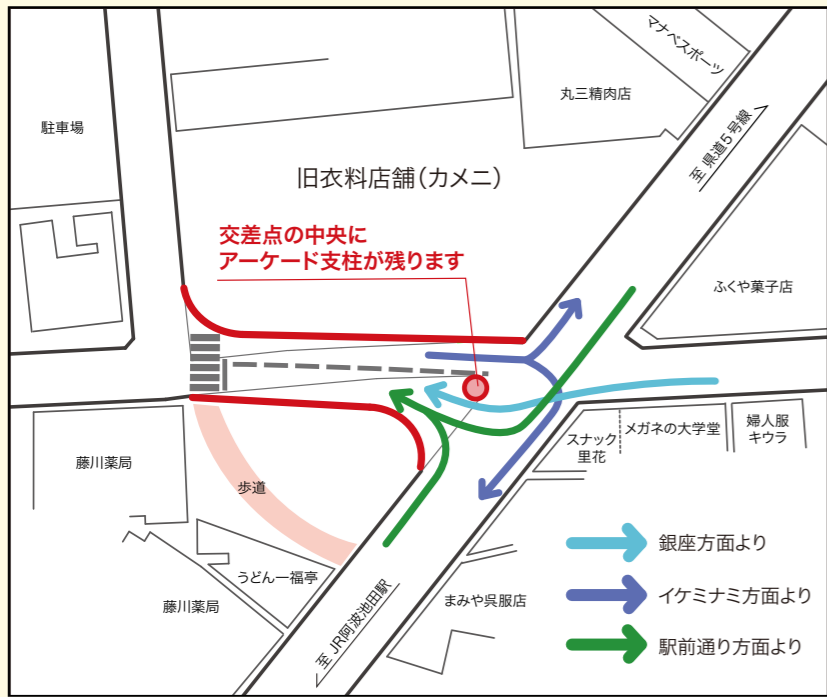 マナベスポーツ
丸三精肉店
駐車場
至 県道5号線
旧衣料店舗（カメニ）
交差点の中央に
アーケード支柱が残ります
ふくや菓子店
スナック
里花
メガネの大学堂
婦人服
キウラ
藤川薬局
歩道
銀座方面より
うどん一福亭
イケミナミ方面より
藤川薬局
まみや呉服店
至 JR阿波池田駅
駅前通り方面より